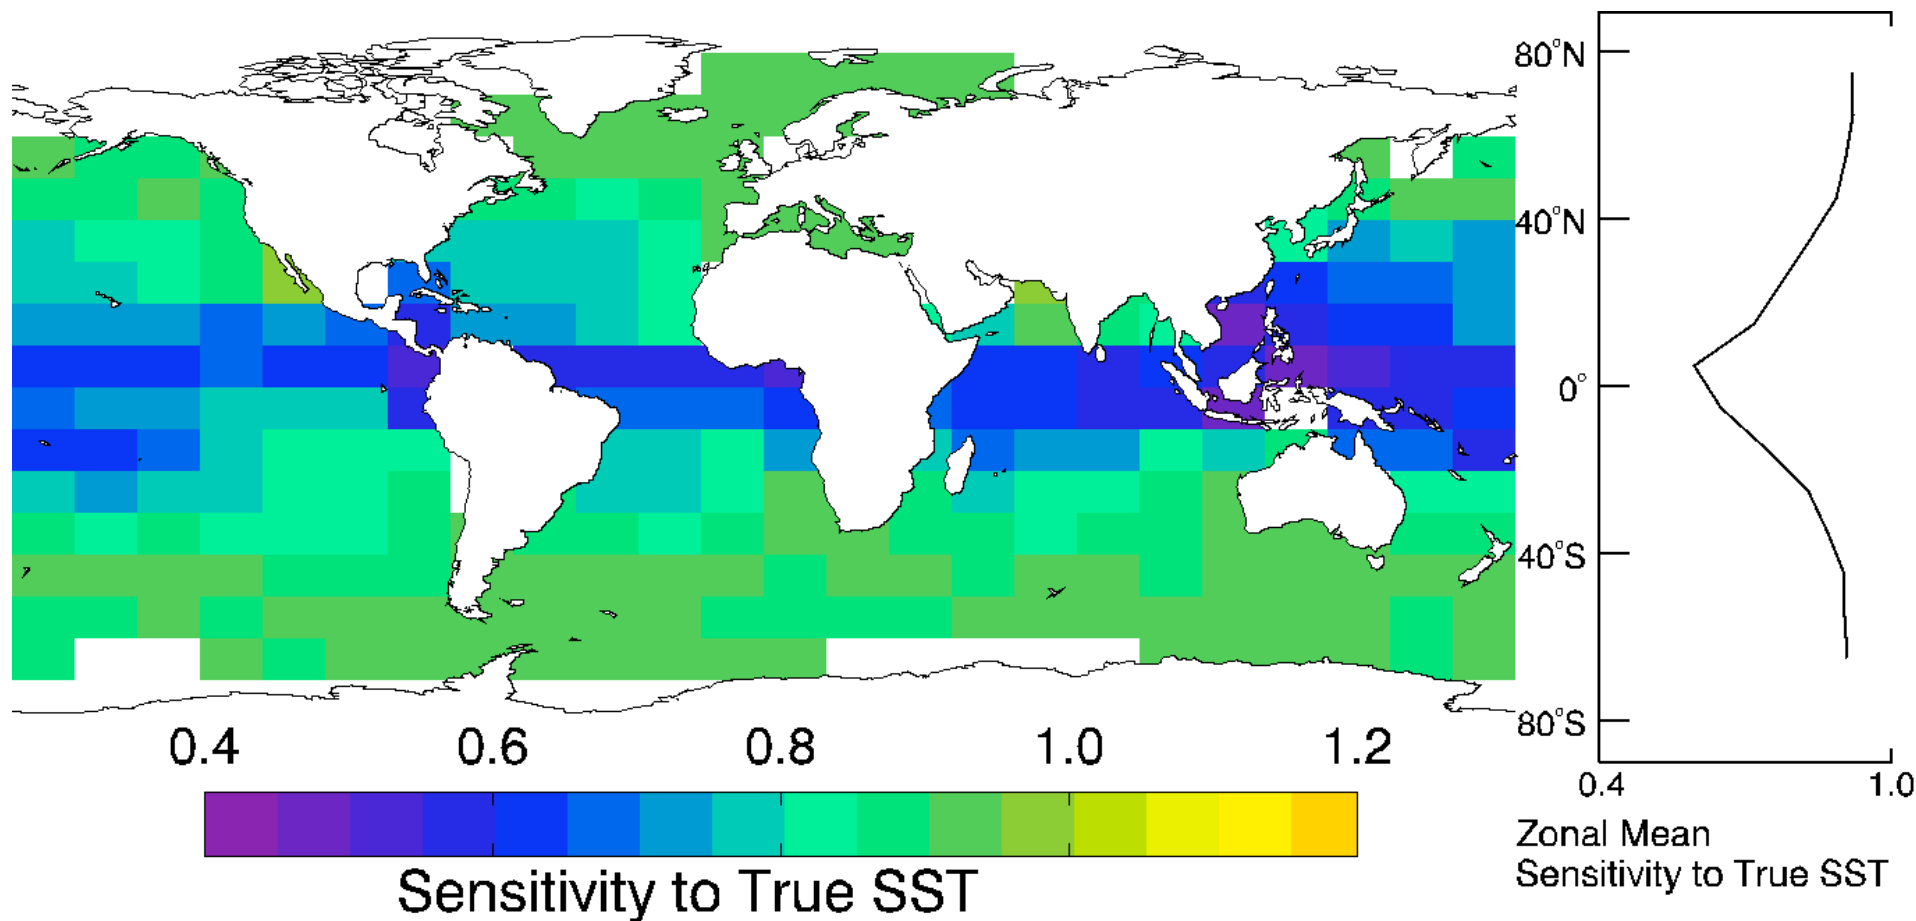 80°N
40°N
0°
40°S
80°S
0.4 1.0
Zonal Mean
Sensitivity to True SST
0.4 0.6 0.8 1.0 1.2
Sensitivity to True SST